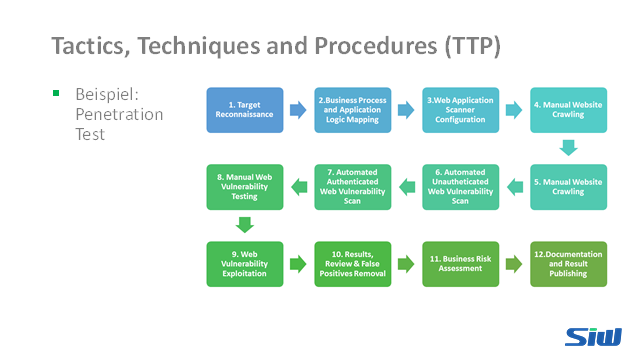 Tactics, Techniques and Procedures (TTP)
Beispiel:
Penetration
Test
1. Target
Reconnaissance
2.Business Process
and Application
Logic Mapping
3.Web Application
Scanner
Configuration
4. Manual Website
Crawling
5. Manual Website
Crawling
6. Automated
Unautheticated
Web Vulnerability
Scan
7. Automated
Authenticated
Web Vulnerability
Scan
8. Manual Web
Vulnerability
Testing
9. Web
Vulnerability
Exploitation
10. Results,
Review & False
Positives Removal
11. Business Risk
Assessment
12.Documentation
and Result
Publishing
SIW